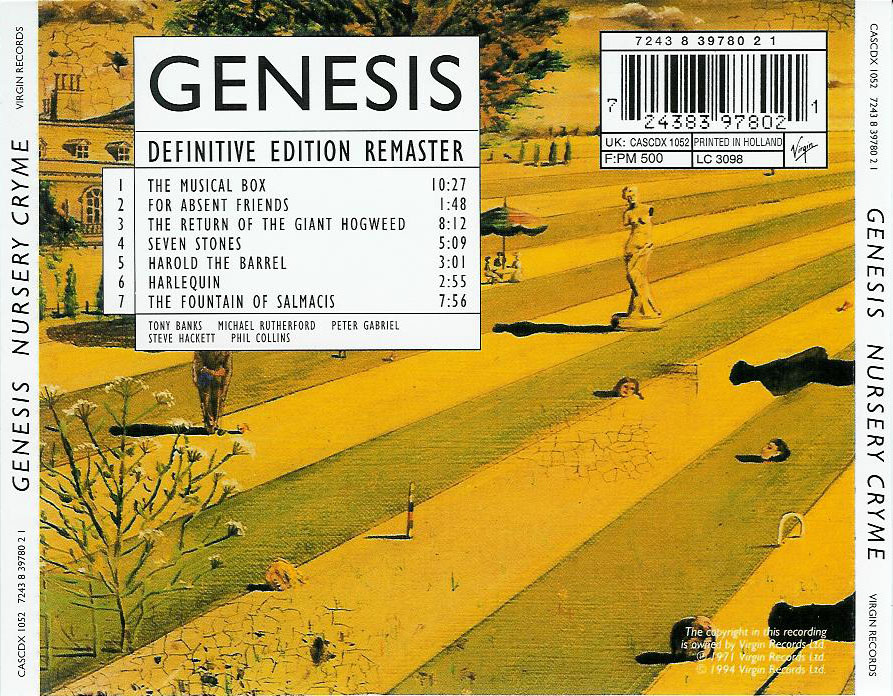 GENESIS
DEFINITIVE EDITION REMASTER
1 THE MUSICAL BOX 10:27
2 FOR ABSENT FRIENDS 1:48
3 THE RETURN OF THE GIANT HOGWEED 8:12
4 SEVEN STONES 5:09
5 HAROLD THE BARREL 3:01
6 HARLEQUIN 2:55
7 THE FOUNTAIN OF SALMACIS 7:56
TONY BANKS MICHAEL RUTHERFORD PETER GABRIEL
STEVE HACKETT PHIL COLLINS
7243 8 39780 2 1
7 24383 97802 1
UK: CASCDX 1052 PRINTED IN HOLLAND
F:PM 500 LC 3098
Virgin
The copyright in this recording
is owned by Virgin Records Ltd.
℗ 1971 Virgin Records Ltd.
© 1994 Virgin Records Ltd.
CASCDX 1052 7243 8 39780 2 1 GENESIS NURSERY CRYME VIRGIN RECORDS
CASCDX 1052 7243 8 39780 2 1 GENESIS NURSERY CRYME VIRGIN RECORDS